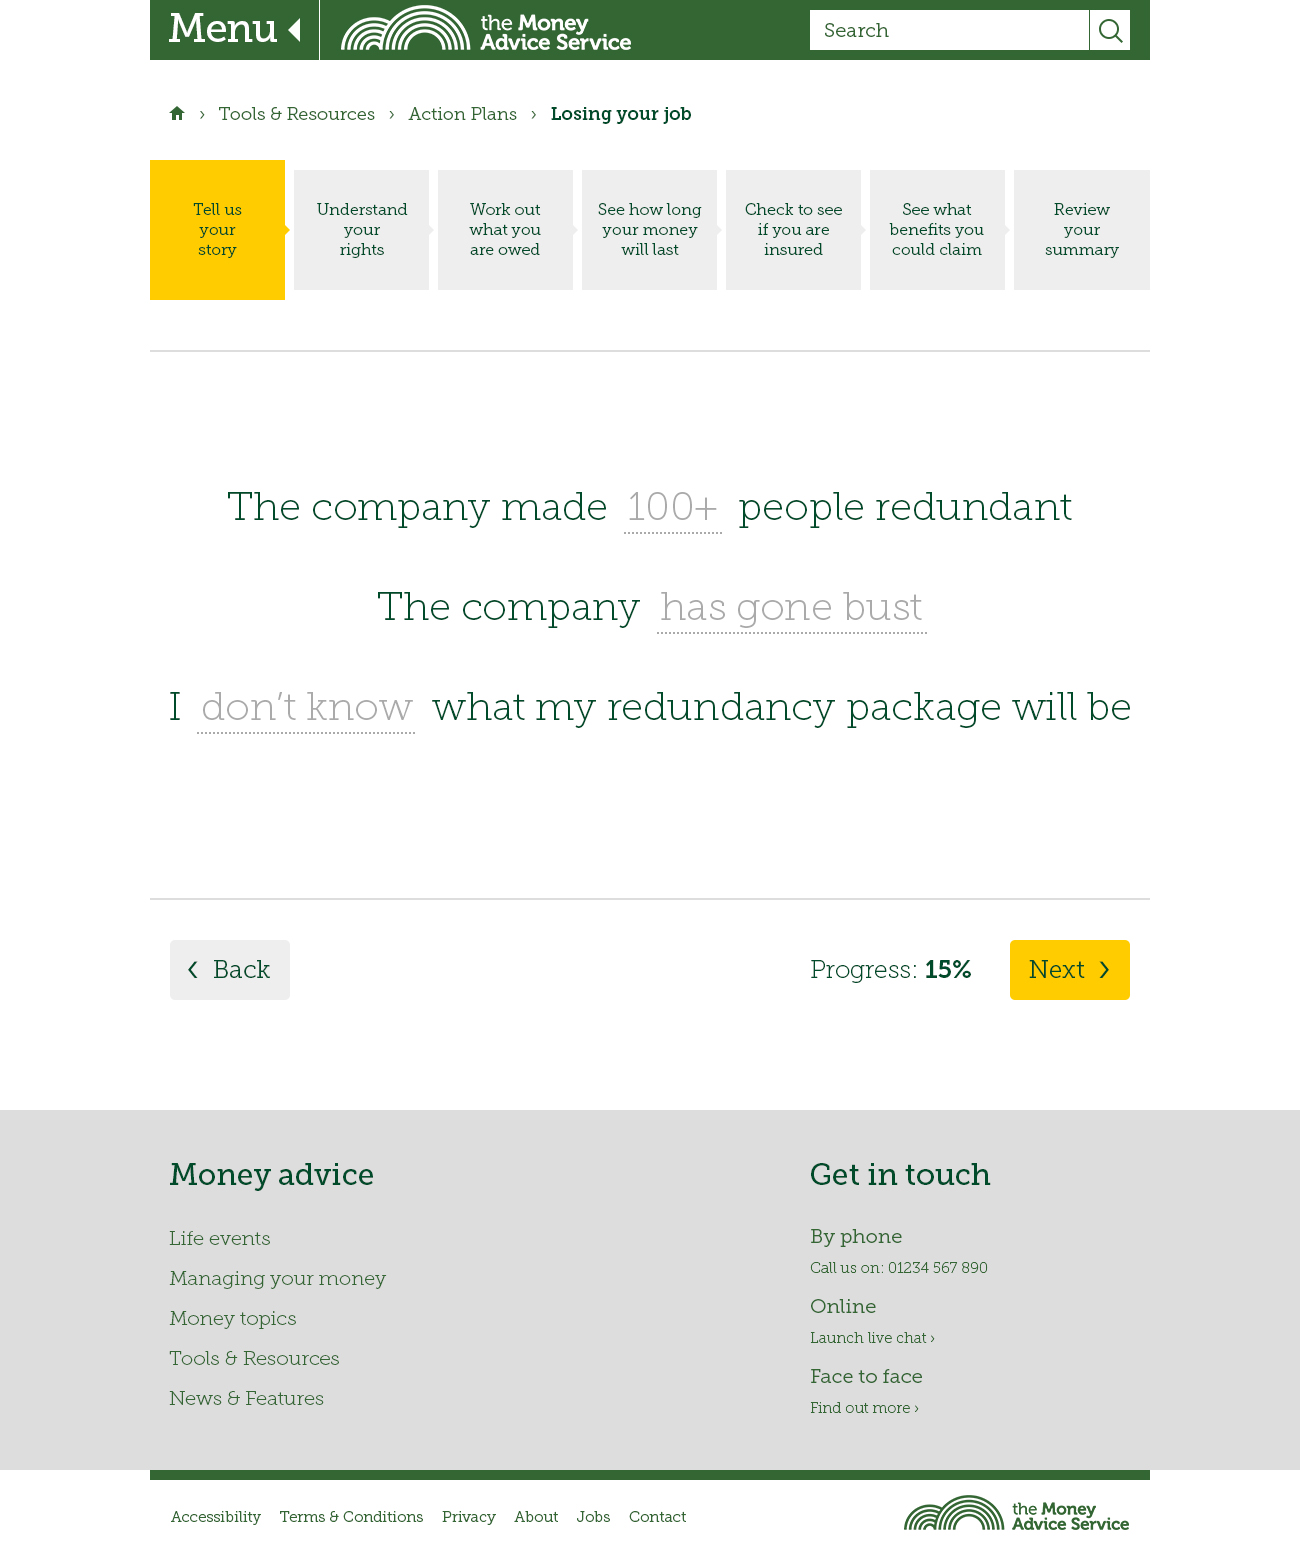 Menu
the Money
Advice Service
Search
› Tools & Resources › Action Plans › Losing your job
Tell us
your
story
Understand
your
rights
Work out
what you
are owed
See how long
your money
will last
Check to see
if you are
insured
See what
benefits you
could claim
Review
your
summary
The company made 100+ people redundant
The company has gone bust
I don’t know what my redundancy package will be
Back
Progress: 15%
Next
Money advice
Life events
Managing your money
Money topics
Tools & Resources
News & Features
Get in touch
By phone
Call us on: 01234 567 890
Online
Launch live chat ›
Face to face
Find out more ›
Accessibility Terms & Conditions Privacy About Jobs Contact
the Money
Advice Service